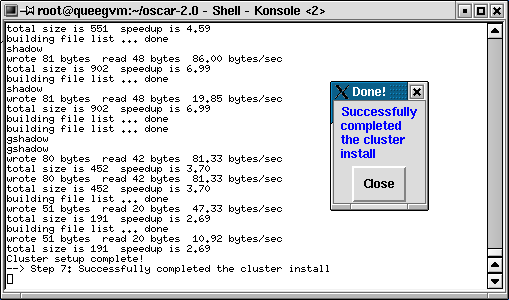 root@queegvm:~/oscar-2.0 - Shell - Konsole <2>
total size is 551  speedup is 4.59
building file list ... done
shadow
wrote 81 bytes  read 48 bytes  86.00 bytes/sec
total size is 902  speedup is 6.99
building file list ... done
shadow
wrote 81 bytes  read 48 bytes  19.85 bytes/sec
total size is 902  speedup is 6.99
building file list ... done
building file list ... done
gshadow
gshadow
wrote 80 bytes  read 42 bytes  81.33 bytes/sec
total size is 452  speedup is 3.70
wrote 80 bytes  read 42 bytes  81.33 bytes/sec
total size is 452  speedup is 3.70
building file list ... done
wrote 51 bytes  read 20 bytes  47.33 bytes/sec
total size is 191  speedup is 2.69
building file list ... done
wrote 51 bytes  read 20 bytes  10.92 bytes/sec
total size is 191  speedup is 2.69
Cluster setup complete!
--> Step 7: Successfully completed the cluster install
Done!
Successfully
completed
the cluster
install
Close